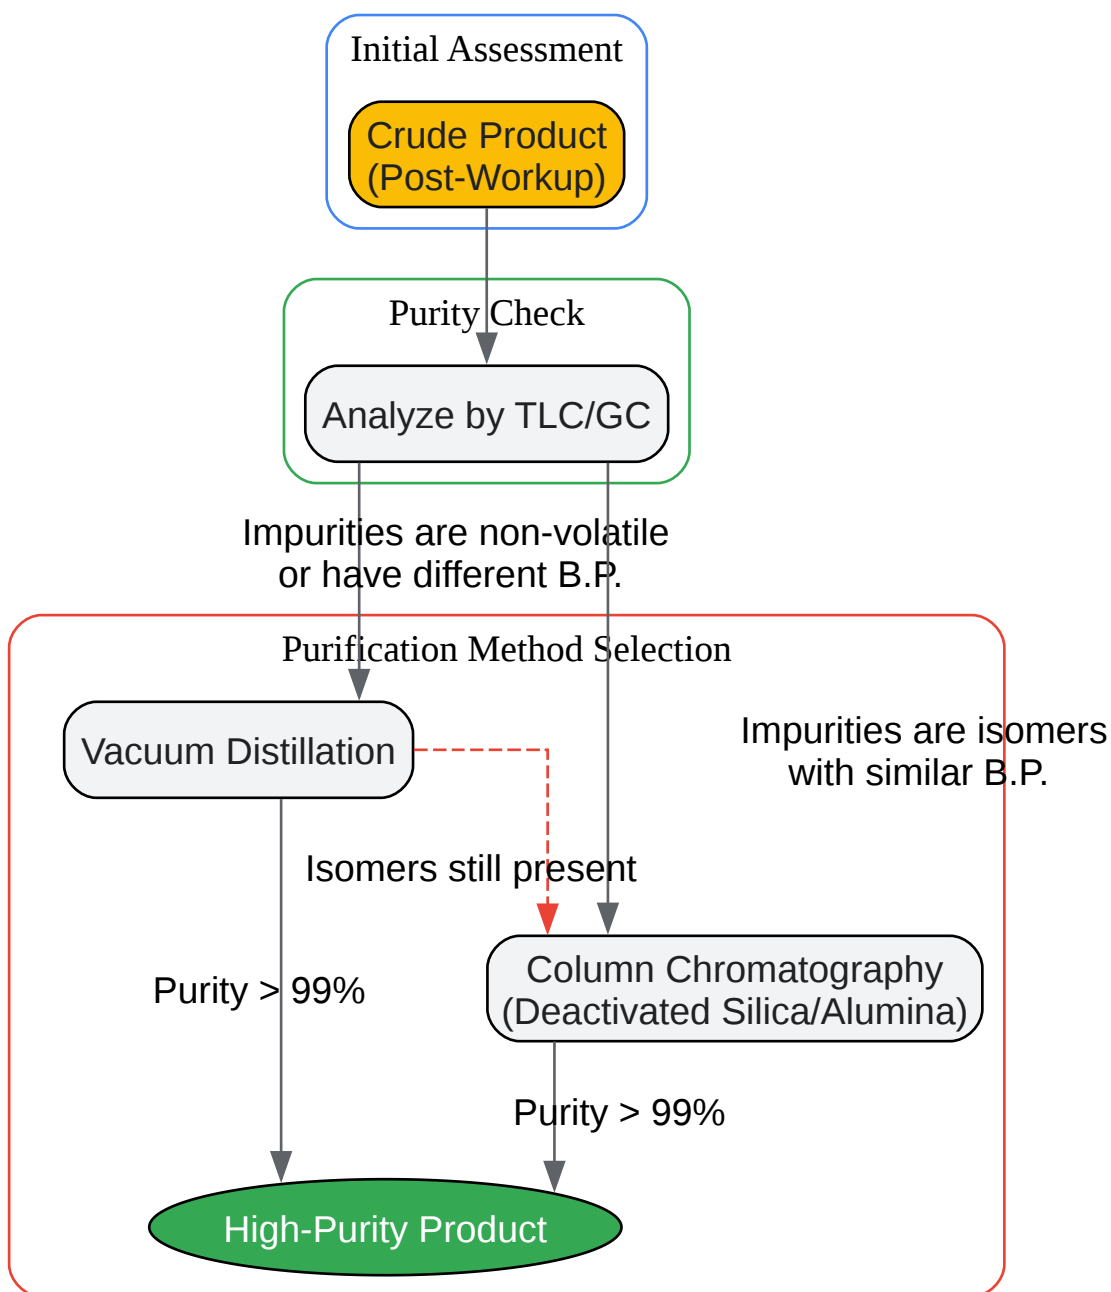 Initial Assessment
Crude Product
(Post-Workup)
Purity Check
Analyze by TLC/GC
Impurities are non-volatile
or have different B.P.
Purification Method Selection
Impurities are isomers
with similar B.P.
Vacuum Distillation
Isomers still present
Column Chromatography
(Deactivated Silica/Alumina)
Purity > 99%
Purity > 99%
High-Purity Product